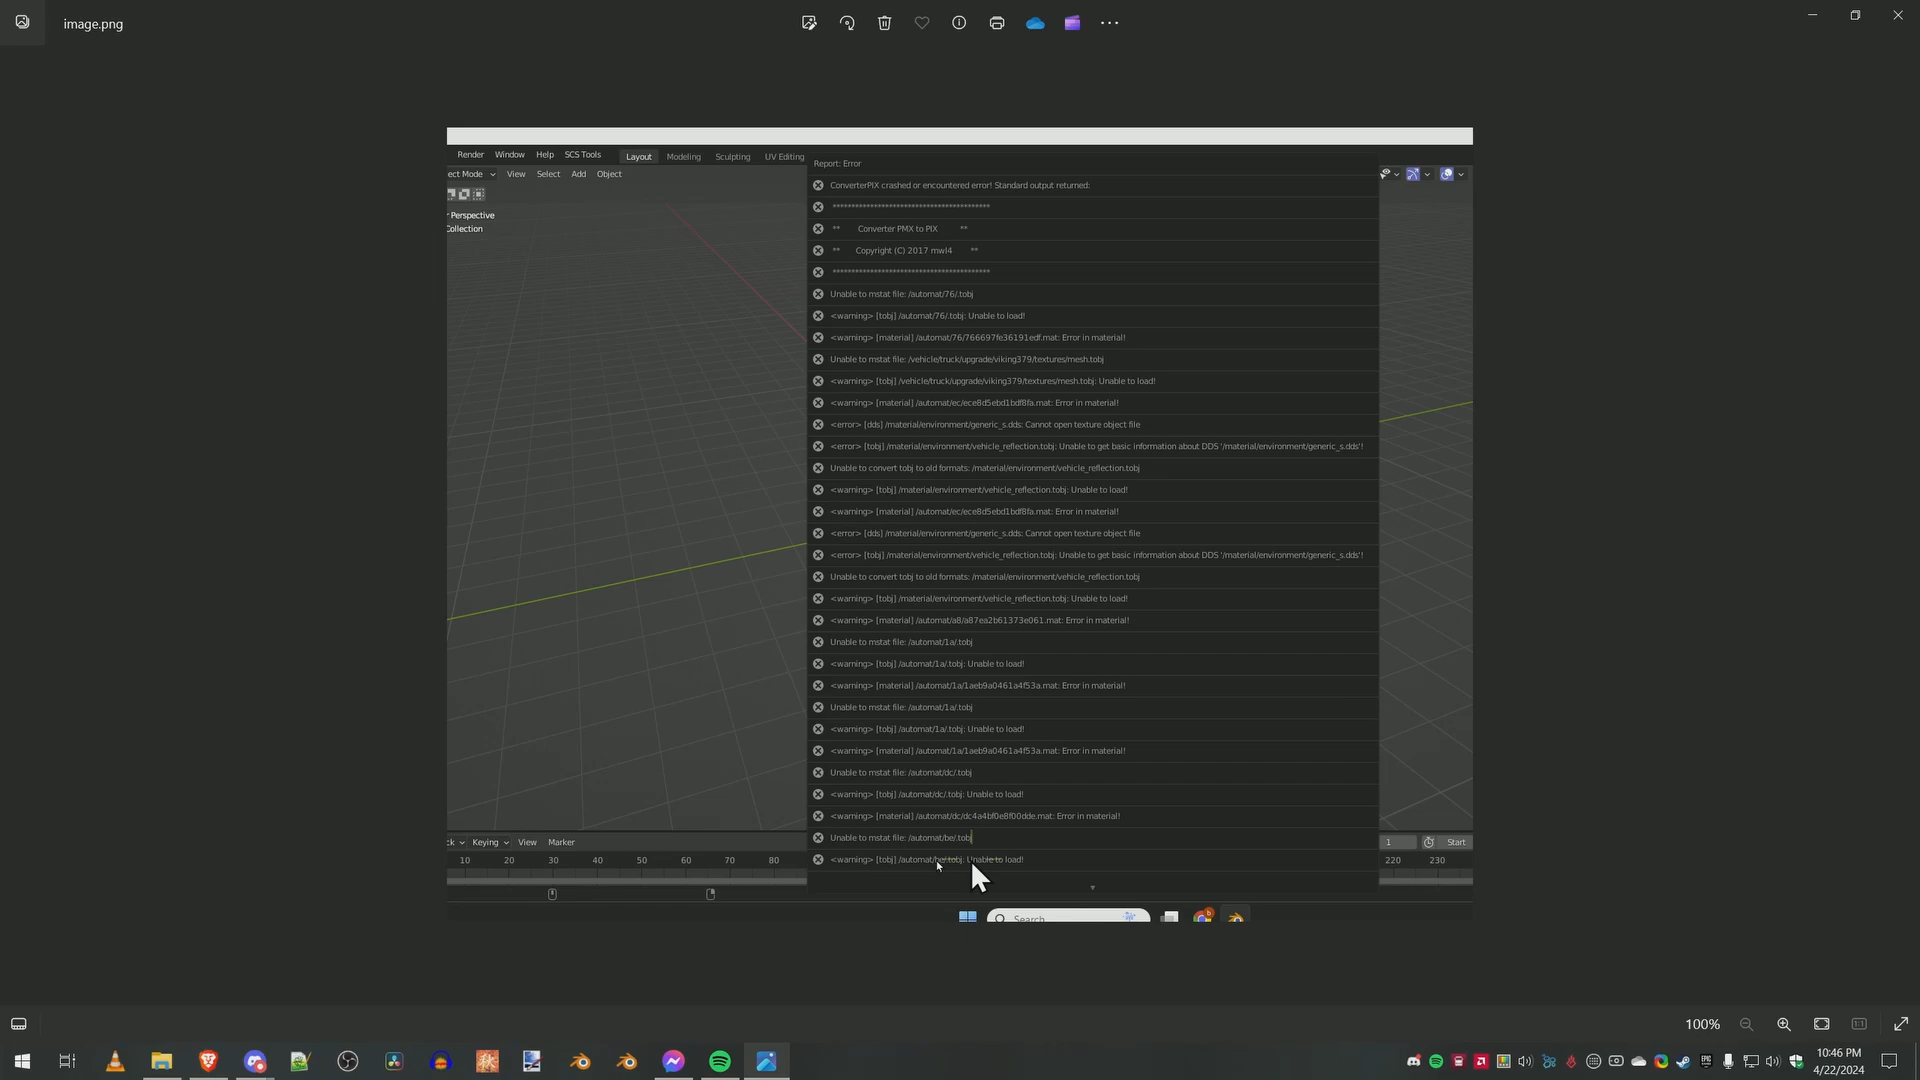 image.png
Render Window Help SCS Tools Layout Modeling Sculpting UV Editing
Report: Error
ect Mode View Select Add Object
ConverterPIX crashed or encountered error! Standard output returned:
******************************************
r Perspective
Collection
** Converter PMX to PIX **
** Copyright (C) 2017 mwl4 **
******************************************
Unable to mstat file: /automat/76/.tobj
<warning> [tobj] /automat/76/.tobj: Unable to load!
<warning> [material] /automat/76/766697fe36191edf.mat: Error in material!
Unable to mstat file: /vehicle/truck/upgrade/viking379/textures/mesh.tobj
<warning> [tobj] /vehicle/truck/upgrade/viking379/textures/mesh.tobj: Unable to load!
<warning> [material] /automat/ec/ece8d5ebd1bdf8fa.mat: Error in material!
<error> [dds] /material/environment/generic_s.dds: Cannot open texture object file
<error> [tobj] /material/environment/vehicle_reflection.tobj: Unable to get basic information about DDS '/material/environment/generic_s.dds'!
Unable to convert tobj to old formats: /material/environment/vehicle_reflection.tobj
<warning> [tobj] /material/environment/vehicle_reflection.tobj: Unable to load!
<warning> [material] /automat/ec/ece8d5ebd1bdf8fa.mat: Error in material!
<error> [dds] /material/environment/generic_s.dds: Cannot open texture object file
<error> [tobj] /material/environment/vehicle_reflection.tobj: Unable to get basic information about DDS '/material/environment/generic_s.dds'!
Unable to convert tobj to old formats: /material/environment/vehicle_reflection.tobj
<warning> [tobj] /material/environment/vehicle_reflection.tobj: Unable to load!
<warning> [material] /automat/a8/a87ea2b61373e061.mat: Error in material!
Unable to mstat file: /automat/1a/.tobj
<warning> [tobj] /automat/1a/.tobj: Unable to load!
<warning> [material] /automat/1a/1aeb9a0461a4f53a.mat: Error in material!
Unable to mstat file: /automat/1a/.tobj
<warning> [tobj] /automat/1a/.tobj: Unable to load!
<warning> [material] /automat/1a/1aeb9a0461a4f53a.mat: Error in material!
Unable to mstat file: /automat/dc/.tobj
<warning> [tobj] /automat/dc/.tobj: Unable to load!
<warning> [material] /automat/dc/dc4a4bf0e8f00dde.mat: Error in material!
Unable to mstat file: /automat/be/.tobj
<warning> [tobj] /automat/be/.tobj: Unable to load!
ck Keying View Marker 1 Start
10 20 30 40 50 60 70 80 220 230
Search
100%
10:46 PM
4/22/2024